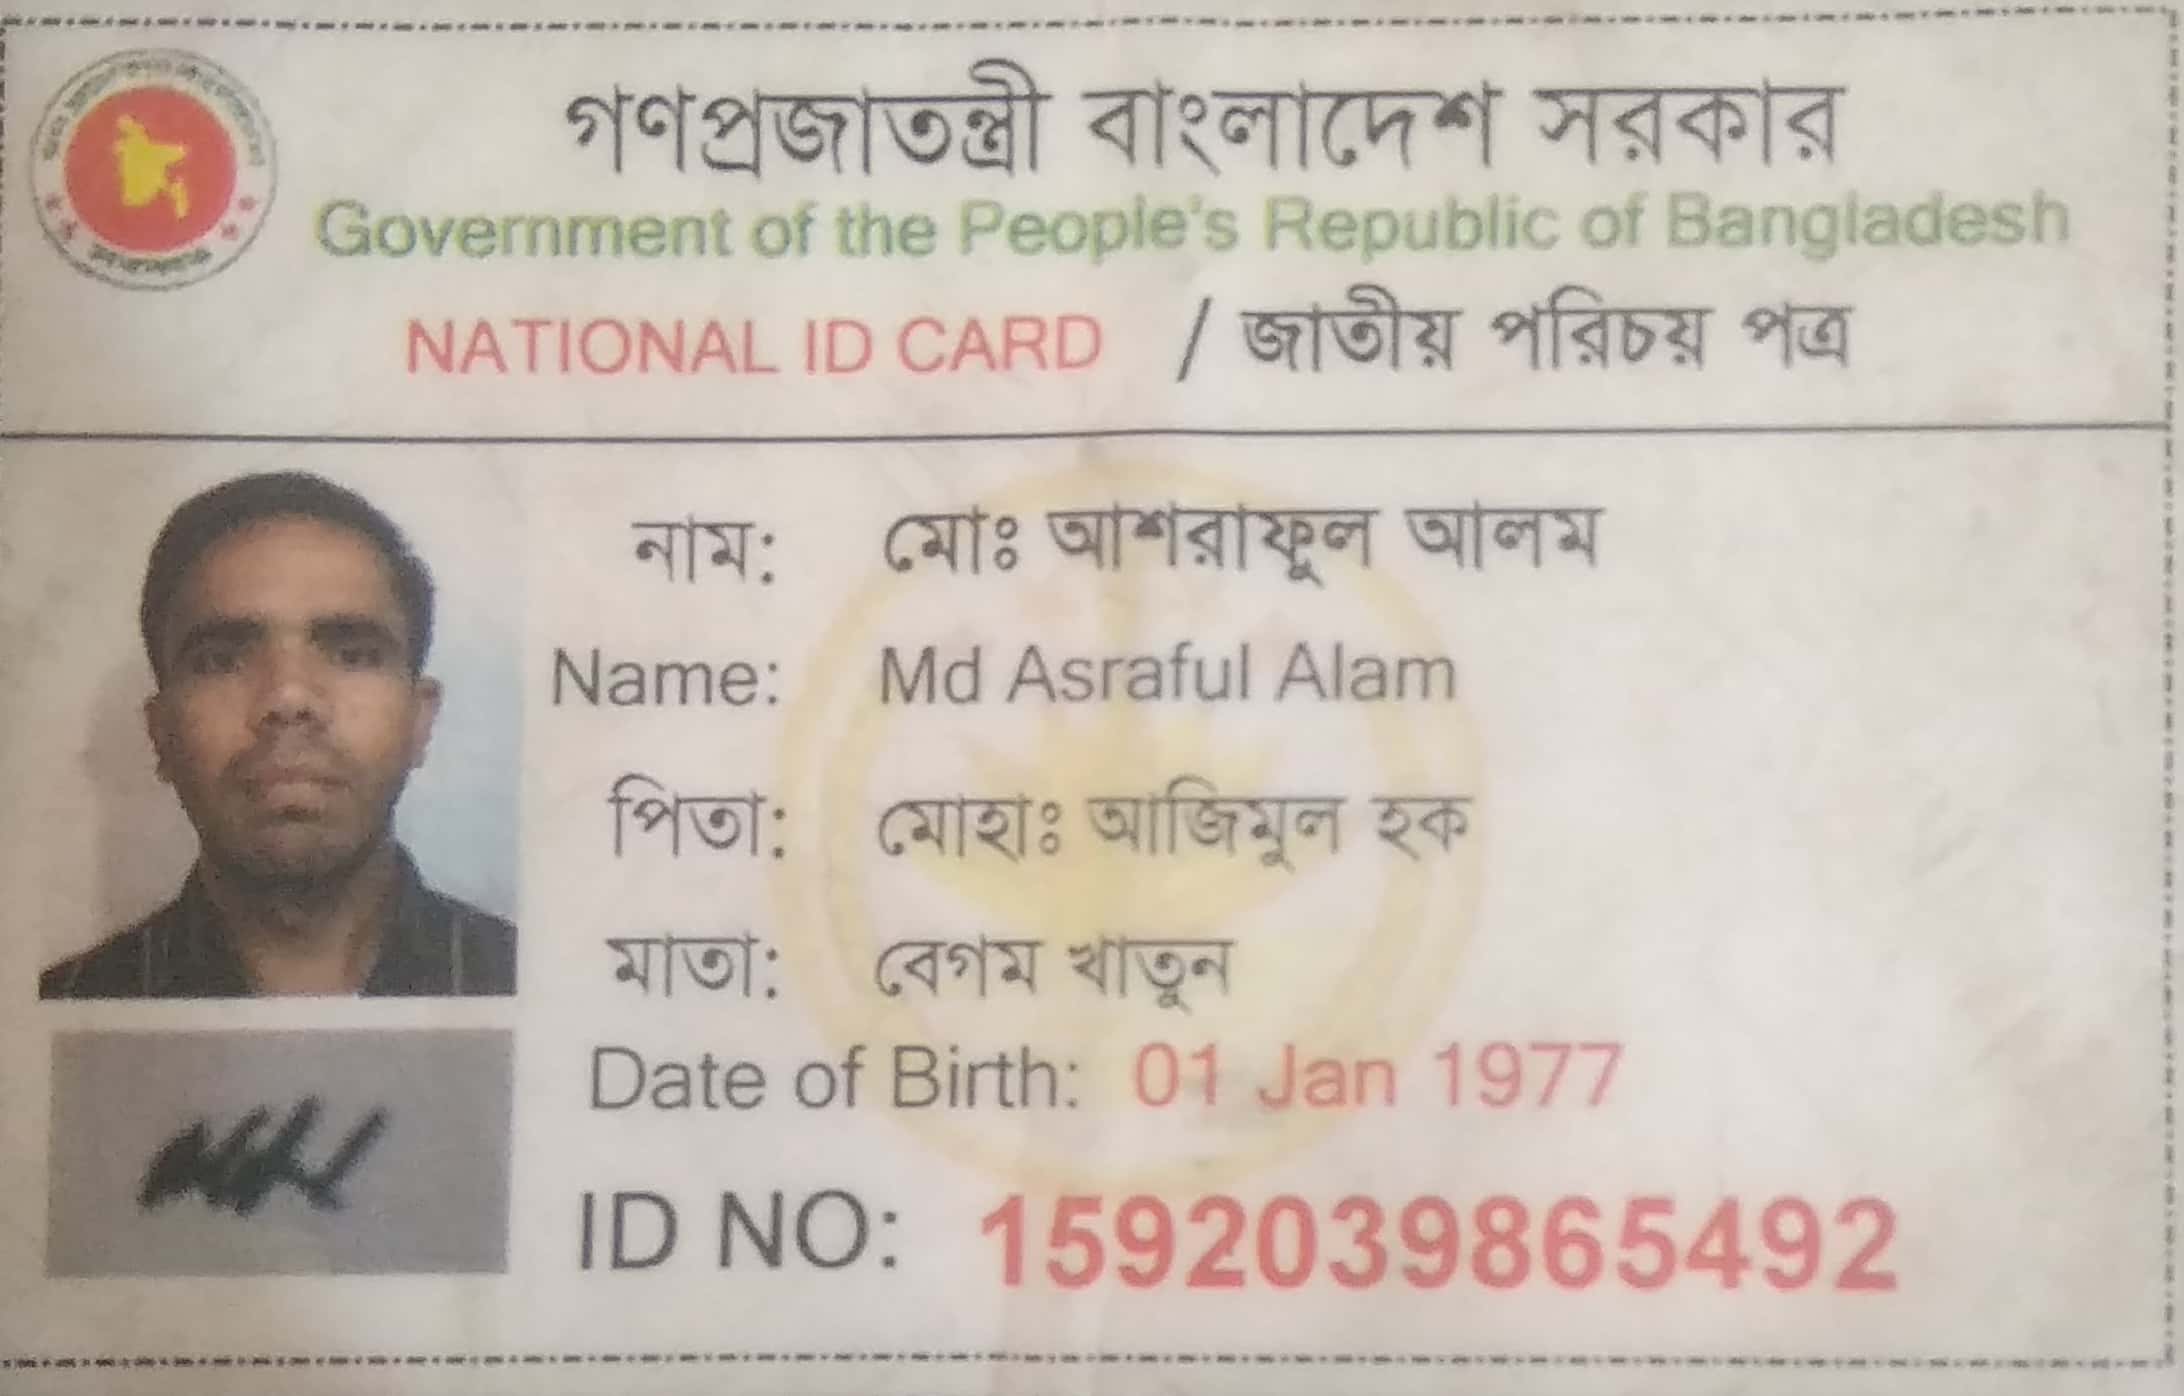 গণপ্রজাতন্ত্রী বাংলাদেশ সরকার
Government of the People's Republic of Bangladesh
NATIONAL ID CARD / জাতীয় পরিচয় পত্র
নাম: মোঃ আশরাফুল আলম
Name: Md Asraful Alam
পিতা: মোহাঃ আজিমুল হক
মাতা: বেগম খাতুন
Date of Birth: 01 Jan 1977
ID NO: 1592039865492